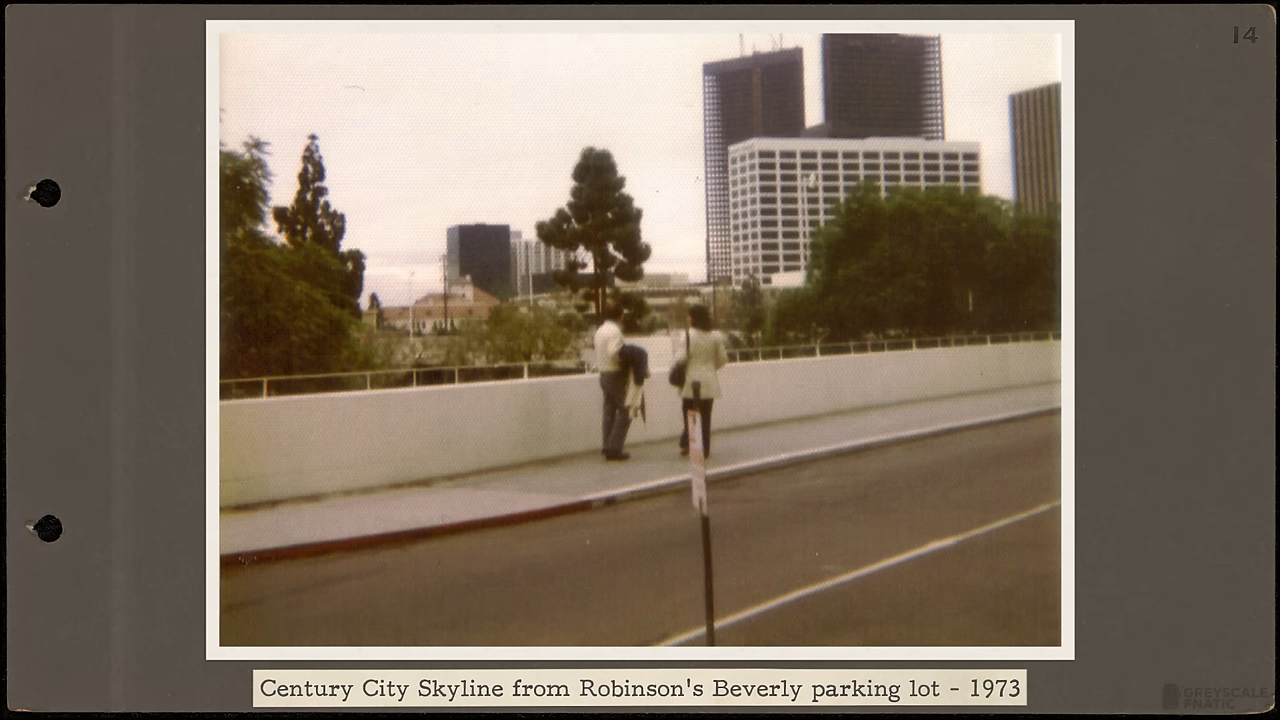 14
Century City Skyline from Robinson's Beverly parking lot - 1973
GREYSCALE
FNATIC